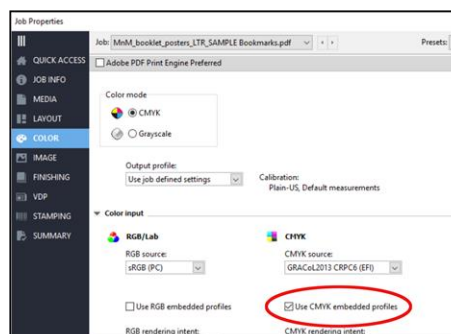 Job Properties
Job: MnM_booklet_posters_LTR_SAMPLE Bookmarks.pdf
Presets:
QUICK ACCESS
JOB INFO
MEDIA
LAYOUT
COLOR
IMAGE
FINISHING
VDP
STAMPING
SUMMARY
Adobe PDF Print Engine Preferred
Color mode
CMYK
Grayscale
Output profile:
Use job defined settings
Calibration:
Plain-US, Default measurements
Color input
RGB/Lab
RGB source:
sRGB (PC)
Use RGB embedded profiles
RGB rendering intent:
CMYK
CMYK source:
GRACoL2013 CRPC6 (EFI)
Use CMYK embedded profiles
CMYK rendering intent: